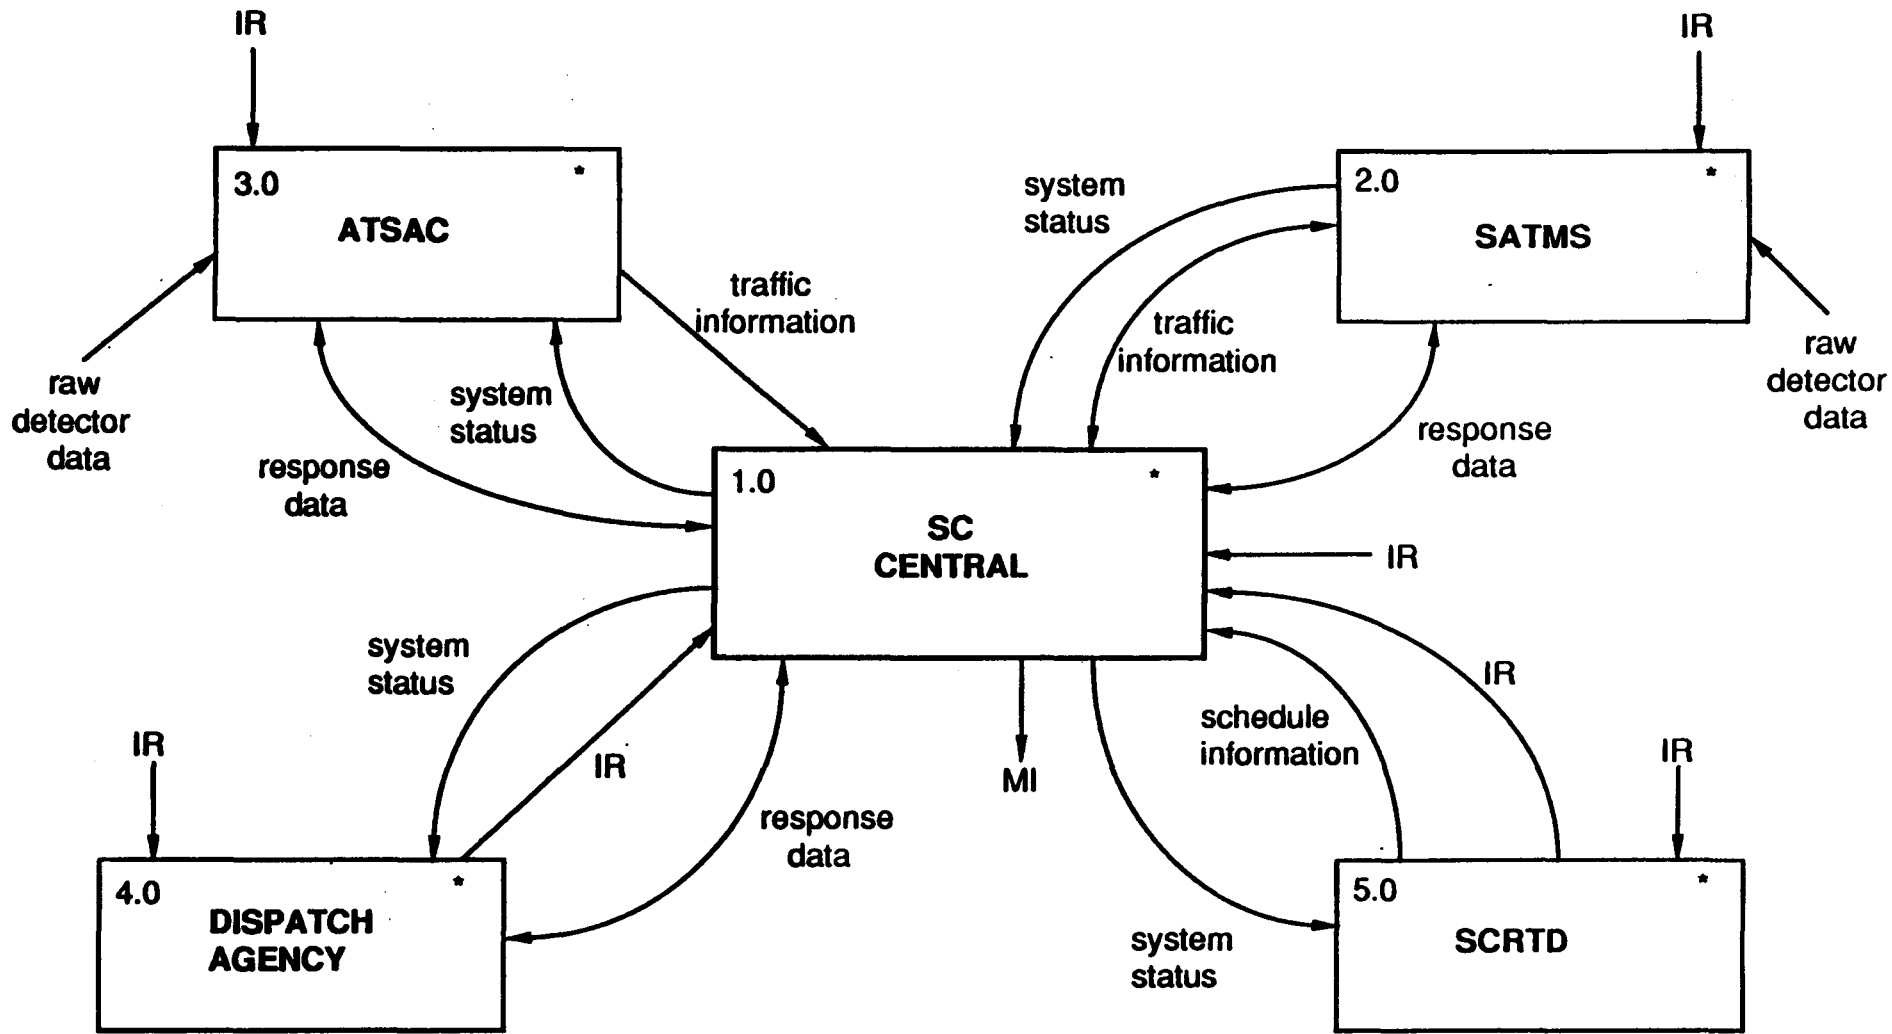 IR
IR
3.0 *
ATSAC
2.0 *
SATMS
system
status
traffic
information
traffic
information
raw
detector
data
raw
detector
data
system
status
response
data
response
data
1.0 *
SC
CENTRAL
IR
system
status
IR
schedule
information
IR
IR
IR
MI
response
data
4.0 *
DISPATCH
AGENCY
5.0 *
SCRTD
system
status